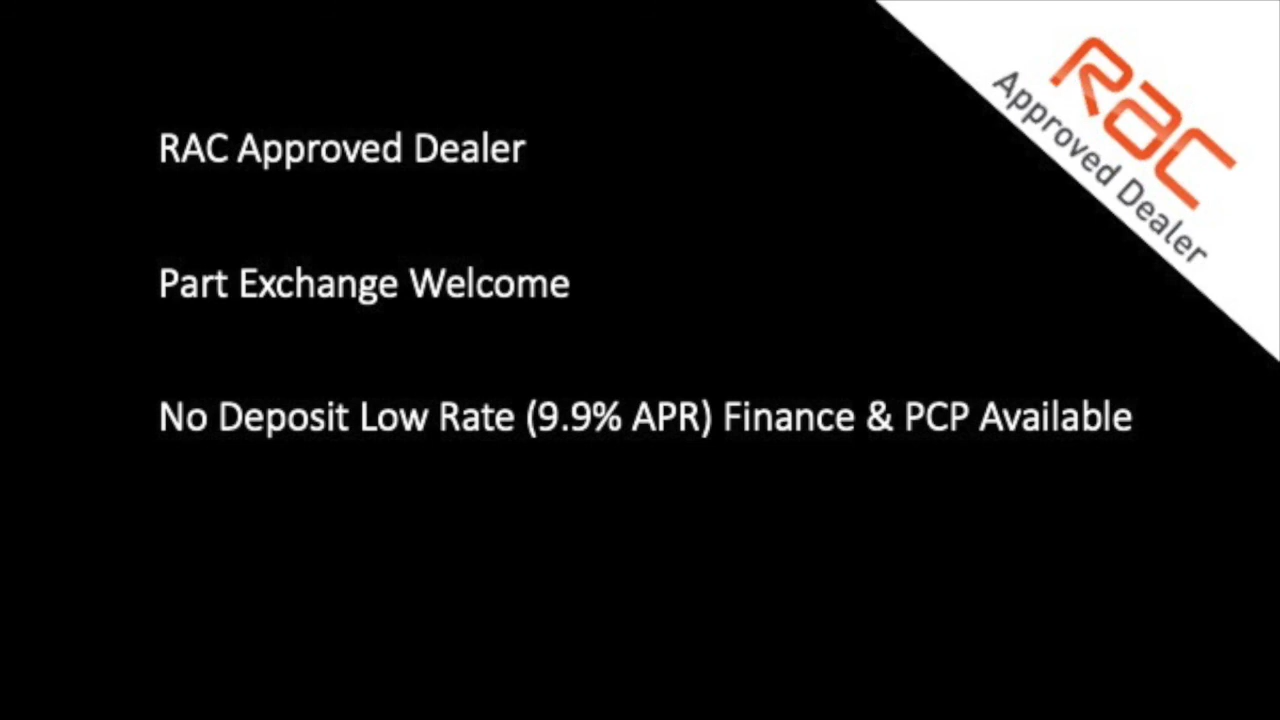 RAC Approved Dealer
Part Exchange Welcome
No Deposit Low Rate (9.9% APR) Finance & PCP Available
RAC
Approved Dealer